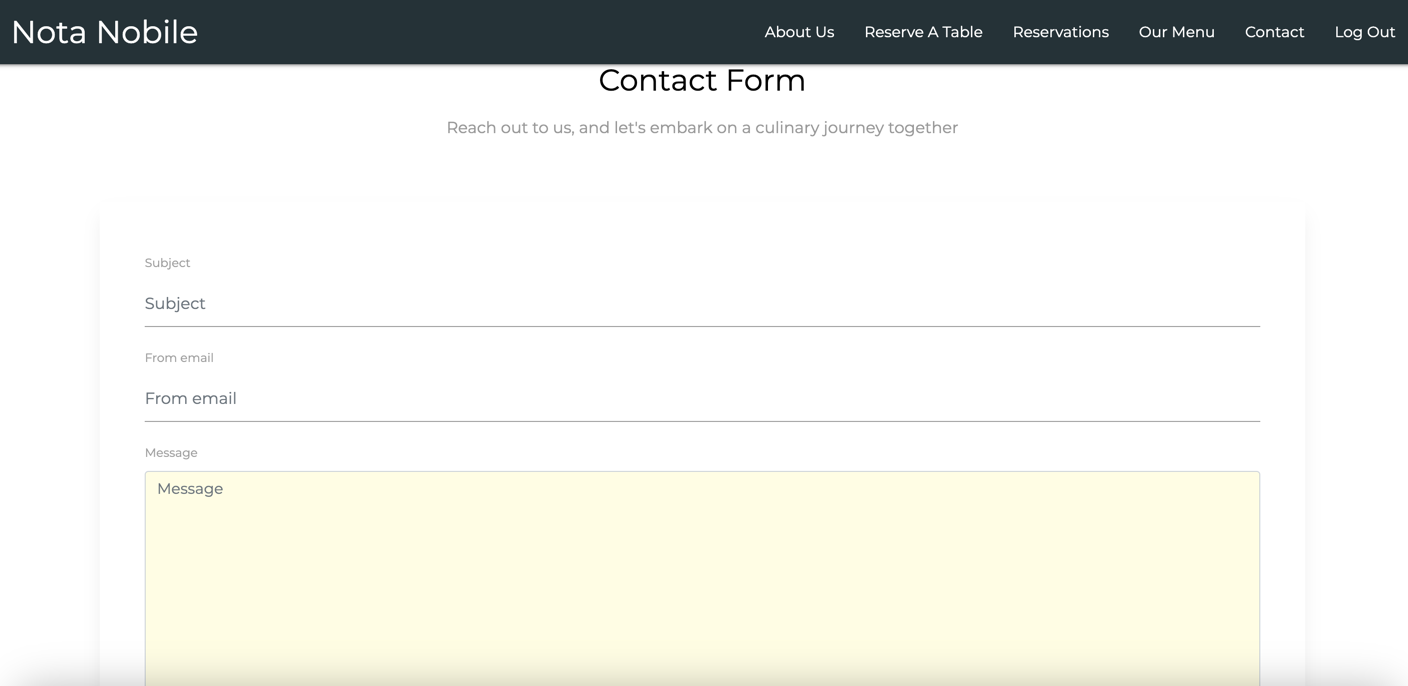 Nota Nobile
About Us Reserve A Table Reservations Our Menu Contact Log Out
Contact Form
Reach out to us, and let's embark on a culinary journey together
Subject
Subject
From email
From email
Message
Message